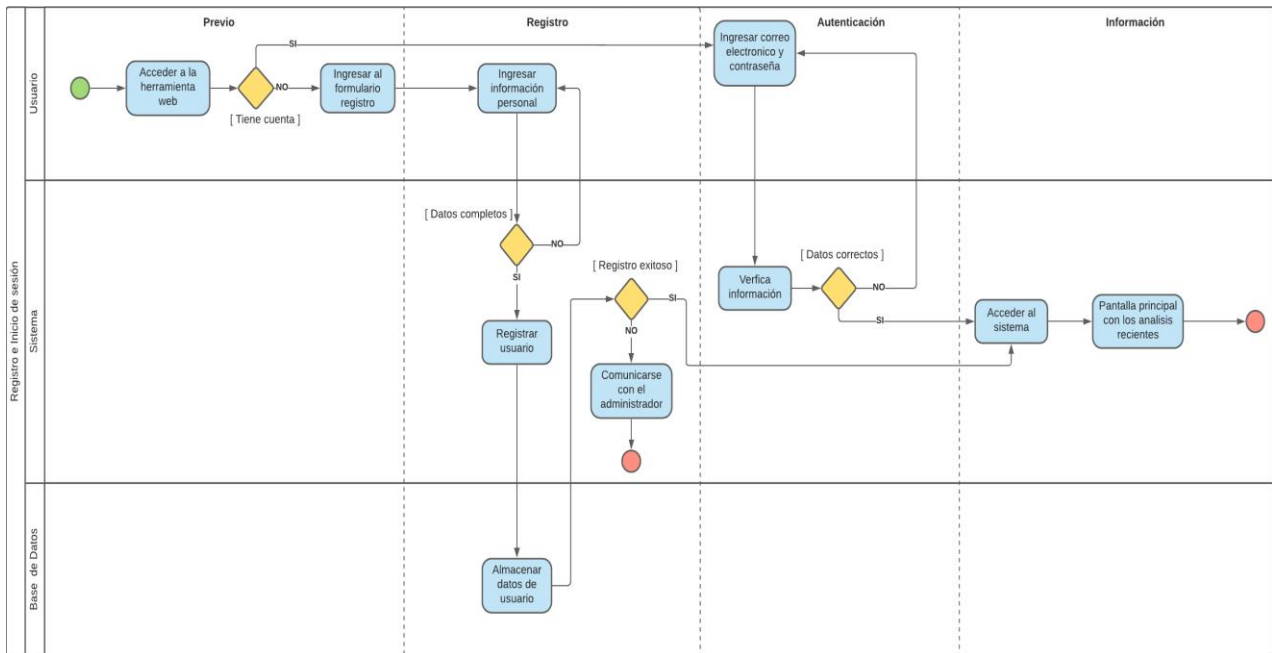 Previo
Registro
Autenticación
Información
Registro e Inicio de sesión
Usuario
Acceder a la
herramienta
web
SI
NO
[ Tiene cuenta ]
Ingresar al
formulario
registro
Ingresar
información
personal
Ingresar correo
electronico y
contraseña
Sistema
[ Datos completos ]
NO
SI
Registrar
usuario
[ Registro exitoso ]
SI
NO
Comunicarse
con el
administrador
Verfica
información
[ Datos correctos ]
NO
SI
Acceder al
sistema
Pantalla principal
con los analisis
recientes
Base de Datos
Almacenar
datos de
usuario